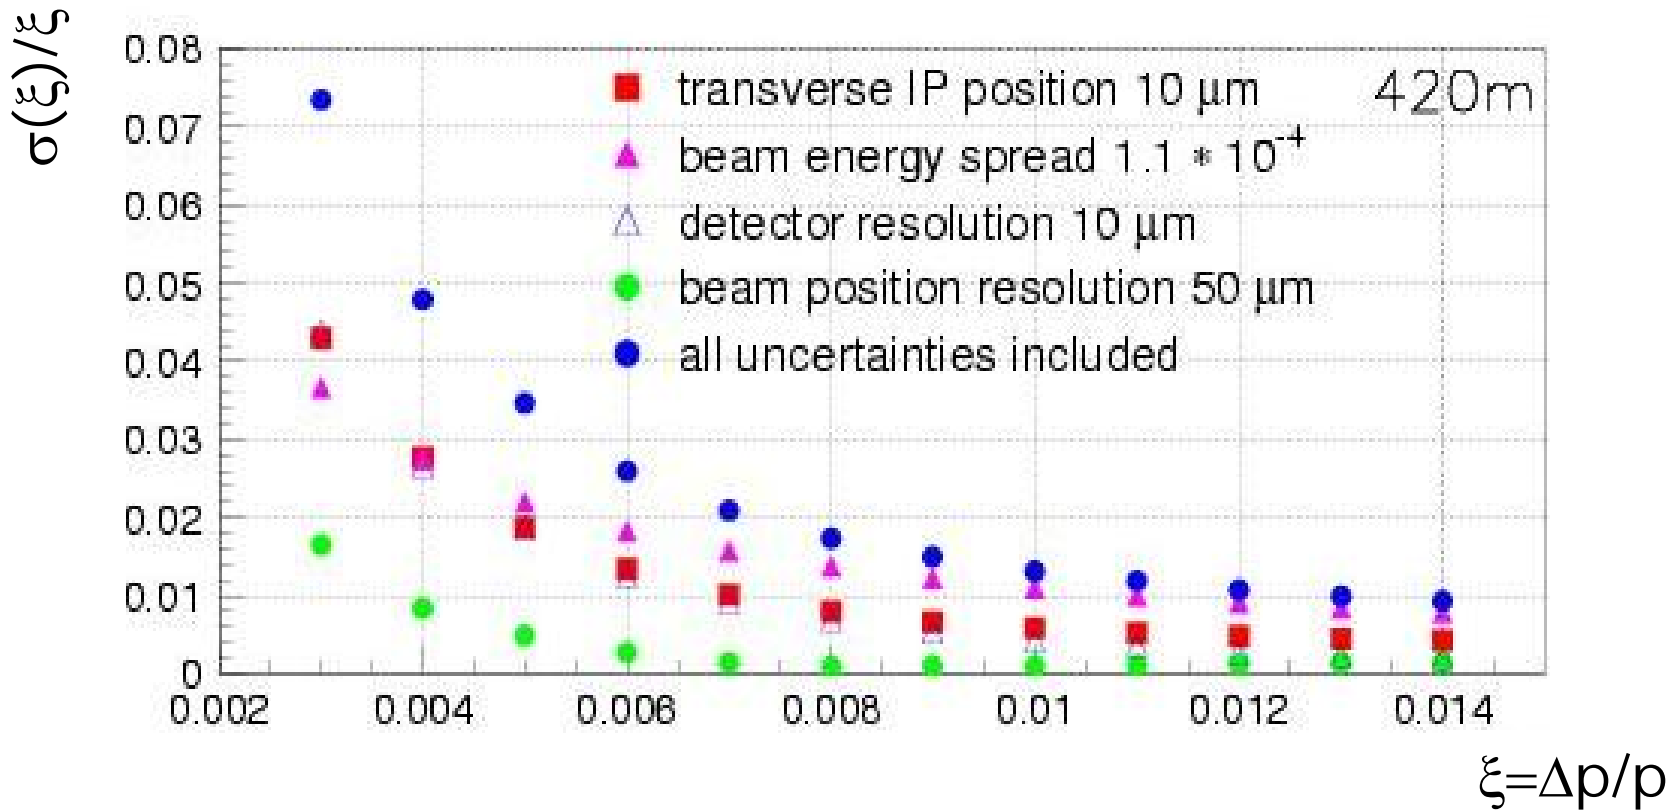 σ(ξ)/ξ
0.08
0.07
0.06
0.05
0.04
0.03
0.02
0.01
0
transverse IP position 10 μm
420m
beam energy spread 1.1 * 10⁻⁴
detector resolution 10 μm
beam position resolution 50 μm
all uncertainties included
0.002 0.004 0.006 0.008 0.01 0.012 0.014
ξ=Δp/p